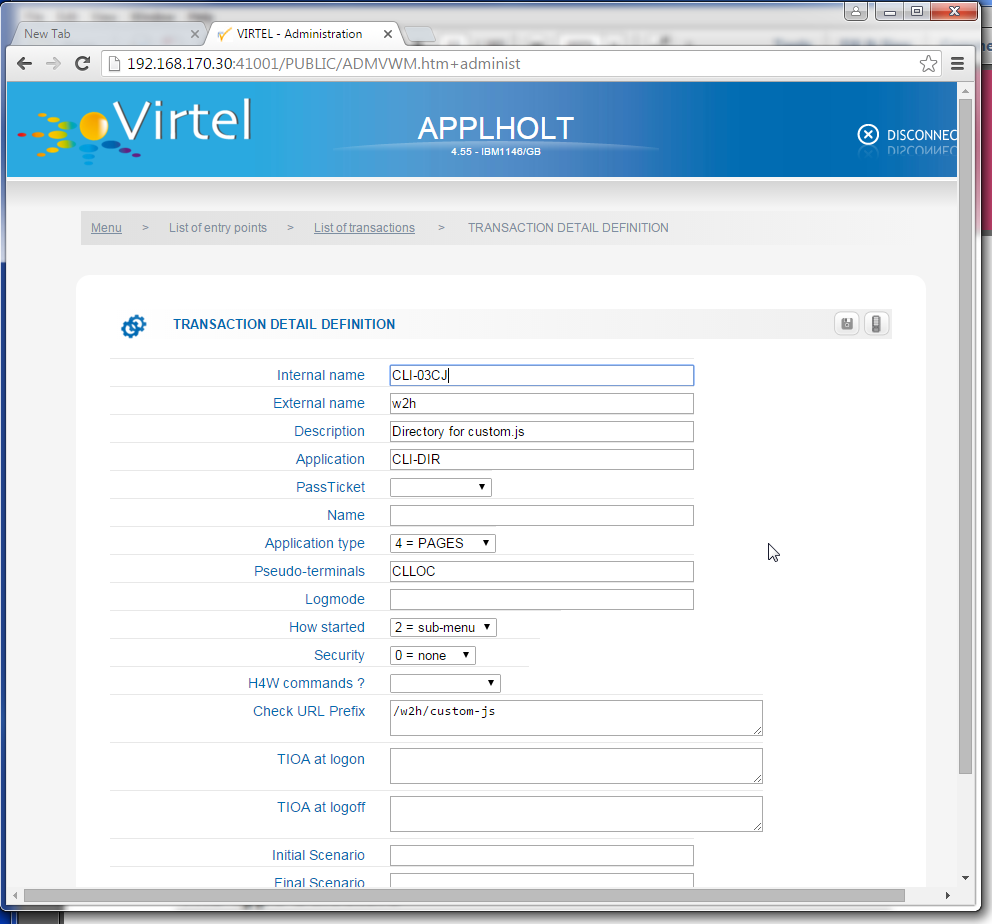 New Tab
VIRTEL - Administration
192.168.170.30:41001/PUBLIC/ADMVWM.htm+administ
Virtel
APPLHOLT
4.55 - IBM1146/GB
DISCONNEC
Menu > List of entry points > List of transactions > TRANSACTION DETAIL DEFINITION
TRANSACTION DETAIL DEFINITION
Internal name CLI-03CJ
External name w2h
Description Directory for custom.js
Application CLI-DIR
PassTicket
Name
Application type 4 = PAGES
Pseudo-terminals CLLOC
Logmode
How started 2 = sub-menu
Security 0 = none
H4W commands ?
Check URL Prefix /w2h/custom-js
TIOA at logon
TIOA at logoff
Initial Scenario
Final Scenario